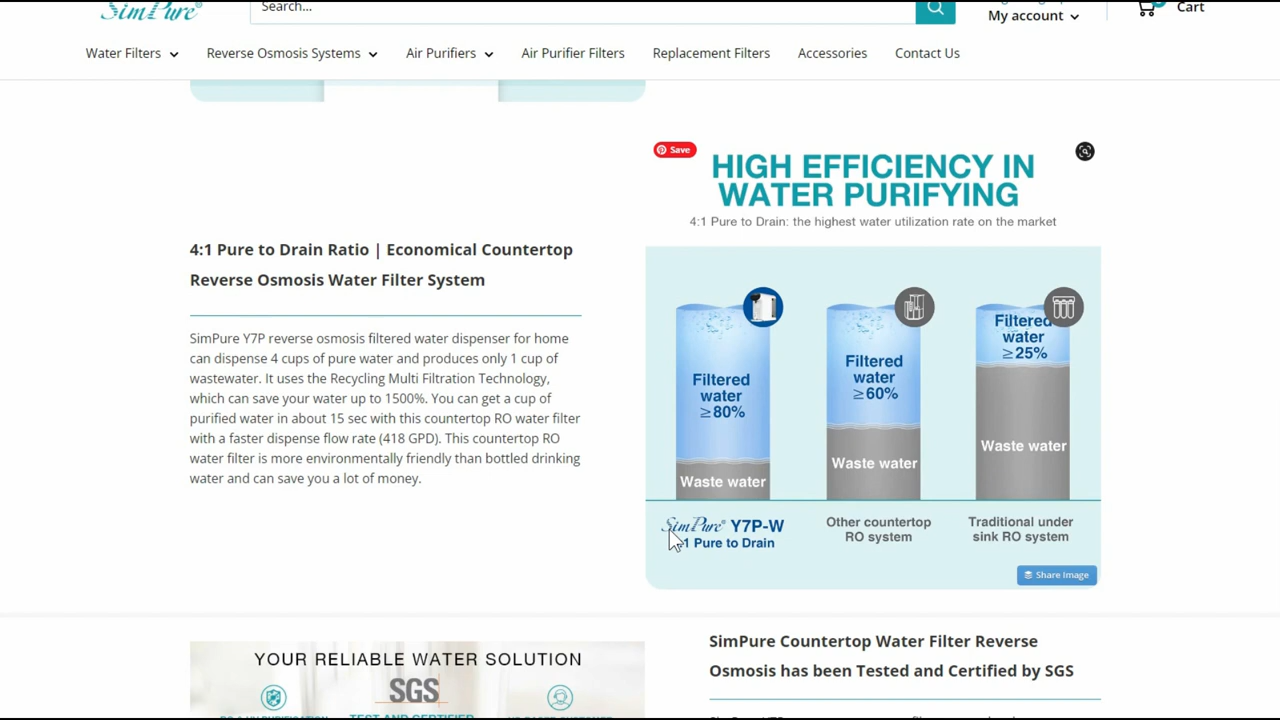 SimPure®
Search...
My account
Cart
Water Filters
Reverse Osmosis Systems
Air Purifiers
Air Purifier Filters
Replacement Filters
Accessories
Contact Us
Save
HIGH EFFICIENCY IN
WATER PURIFYING
4:1 Pure to Drain: the highest water utilization rate on the market
4:1 Pure to Drain Ratio | Economical Countertop
Reverse Osmosis Water Filter System
SimPure Y7P reverse osmosis filtered water dispenser for home
can dispense 4 cups of pure water and produces only 1 cup of
wastewater. It uses the Recycling Multi Filtration Technology,
which can save your water up to 1500%. You can get a cup of
purified water in about 15 sec with this countertop RO water filter
with a faster dispense flow rate (418 GPD). This countertop RO
water filter is more environmentally friendly than bottled drinking
water and can save you a lot of money.
Filtered
water
≥80%
Waste water
SimPure® Y7P-W
1 Pure to Drain
Filtered
water
≥60%
Waste water
Other countertop
RO system
Filtered
water
≥25%
Waste water
Traditional under
sink RO system
Share Image
YOUR RELIABLE WATER SOLUTION
SGS
TEST AND CERTIFIED
SimPure Countertop Water Filter Reverse
Osmosis has been Tested and Certified by SGS